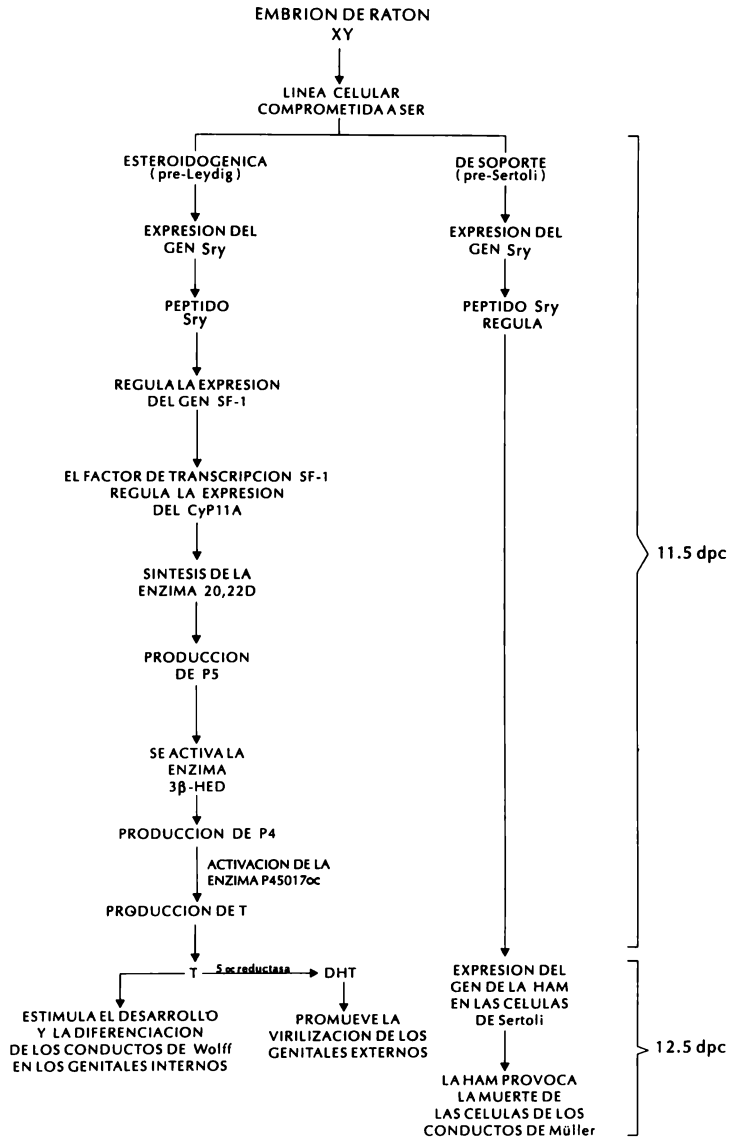 EMBRION DE RATON
XY
LINEA CELULAR
COMPROMETIDA A SER
ESTEROIDOGENICA
(pre-Leydig)
EXPRESION DEL
GEN Sry
PEPTIDO
Sry
REGULA LA EXPRESION
DEL GEN SF-1
EL FACTOR DE TRANSCRIPCION SF-1
REGULA LA EXPRESION
DEL CyP11A
SINTESIS DE LA
ENZIMA 20,22D
PRODUCCION
DE P5
SE ACTIVA LA
ENZIMA
3β-HED
PRODUCCION DE P4
ACTIVACION DE LA
ENZIMA P45017∝
PRODUCCION DE T
T
5 ∝ reductasa
DHT
ESTIMULA EL DESARROLLO
Y LA DIFERENCIACION
DE LOS CONDUCTOS DE Wolff
EN LOS GENITALES INTERNOS
PROMUEVE LA
VIRILIZACION DE LOS
GENITALES EXTERNOS
DE SOPORTE
(pre-Sertoli)
EXPRESION DEL
GEN Sry
PEPTIDO Sry
REGULA
EXPRESION DEL
GEN DE LA HAM
EN LAS CELULAS
DE Sertoli
LA HAM PROVOCA
LA MUERTE DE
LAS CELULAS DE LOS
CONDUCTOS DE Müller
11.5 dpc
12.5 dpc